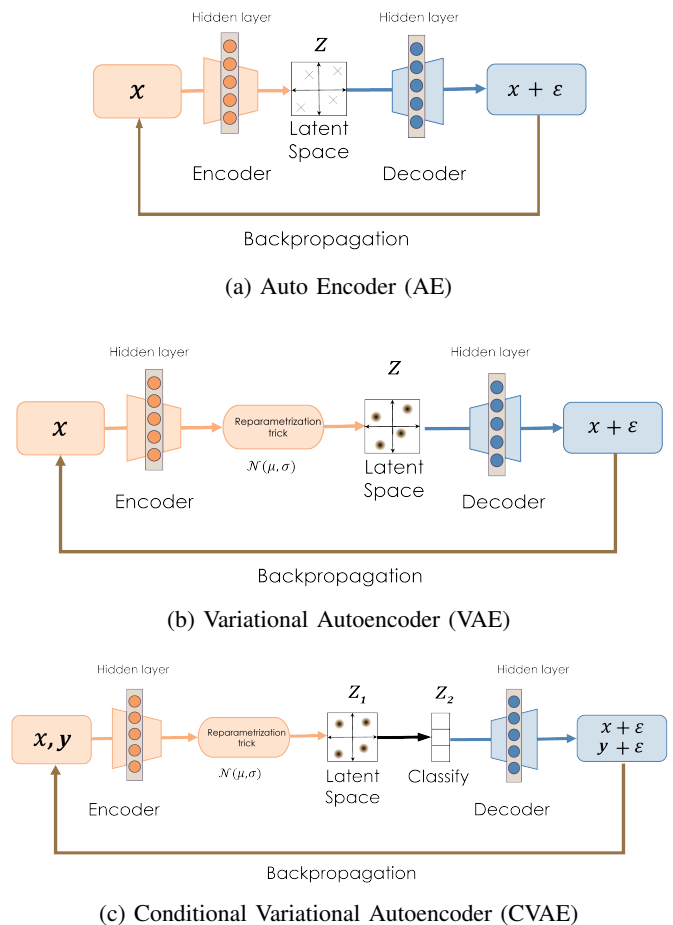 Hidden layer
Hidden layer
Z
x
x + ε
Latent
Space
Encoder
Decoder
Backpropagation
(a) Auto Encoder (AE)
Hidden layer
Hidden layer
Z
x
Reparametrization
trick
x + ε
𝒩(μ,σ)
Latent
Space
Encoder
Decoder
Backpropagation
(b) Variational Autoencoder (VAE)
Hidden layer
Hidden layer
Z₁
Z₂
x, y
Reparametrization
trick
x + ε
y + ε
𝒩(μ,σ)
Latent
Space
Classify
Encoder
Decoder
Backpropagation
(c) Conditional Variational Autoencoder (CVAE)